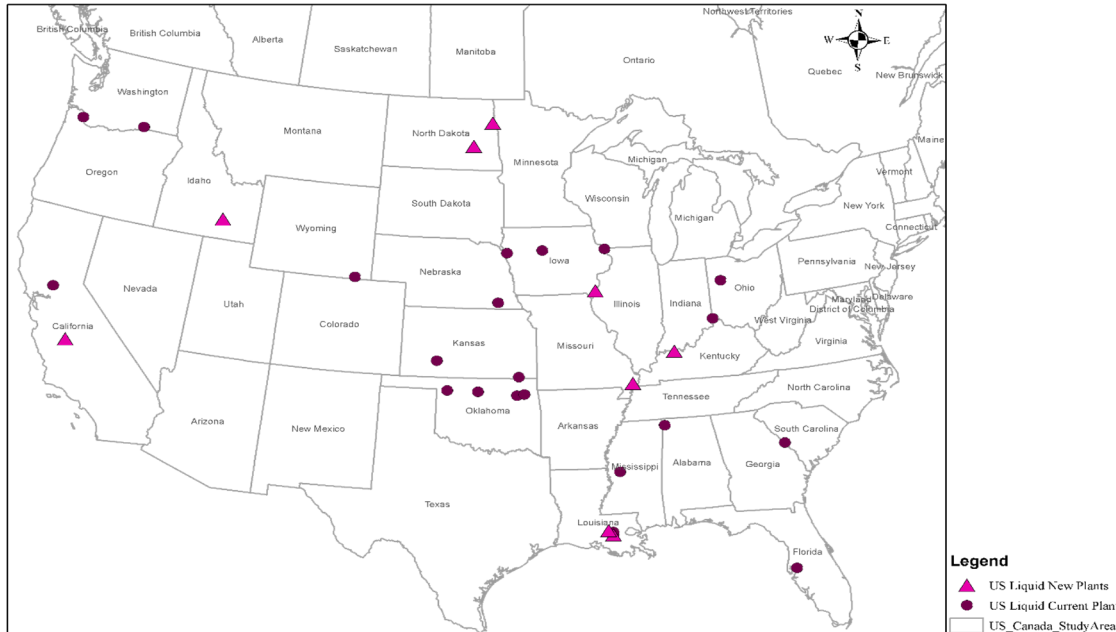 Northwest Territories
British Columbia
British Columbia
Alberta
Saskatchewan
Manitoba
Ontario
Quebec
New Brunswick
N
W E
S
Washington
Montana
North Dakota
Minnesota
Maine
Oregon
Idaho
Michigan
Wisconsin
Vermont
South Dakota
Michigan
New York
Connecticut
Wyoming
Iowa
Pennsylvania
New Jersey
Nebraska
Nevada
Utah
Illinois
Indiana
Ohio
Maryland
Delaware
District of Columbia
West Virginia
California
Colorado
Kansas
Missouri
Kentucky
Virginia
Arizona
New Mexico
Oklahoma
Tennessee
North Carolina
Arkansas
South Carolina
Mississippi
Alabama
Georgia
Texas
Louisiana
Florida
Legend
US Liquid New Plants
US Liquid Current Plan
US_Canada_StudyArea